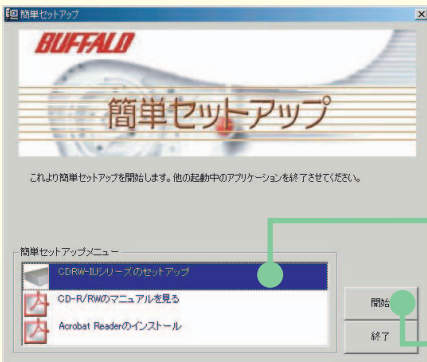 簡単セットアップ
BUFFALO
簡単セットアップ
これより簡単セットアップを開始します。他の起動中のアプリケーションを終了させてください。
簡単セットアップメニュー
CDRW-IUシリーズのセットアップ
CD-R/RWのマニュアルを見る
Acrobat Readerのインストール
開始
終了